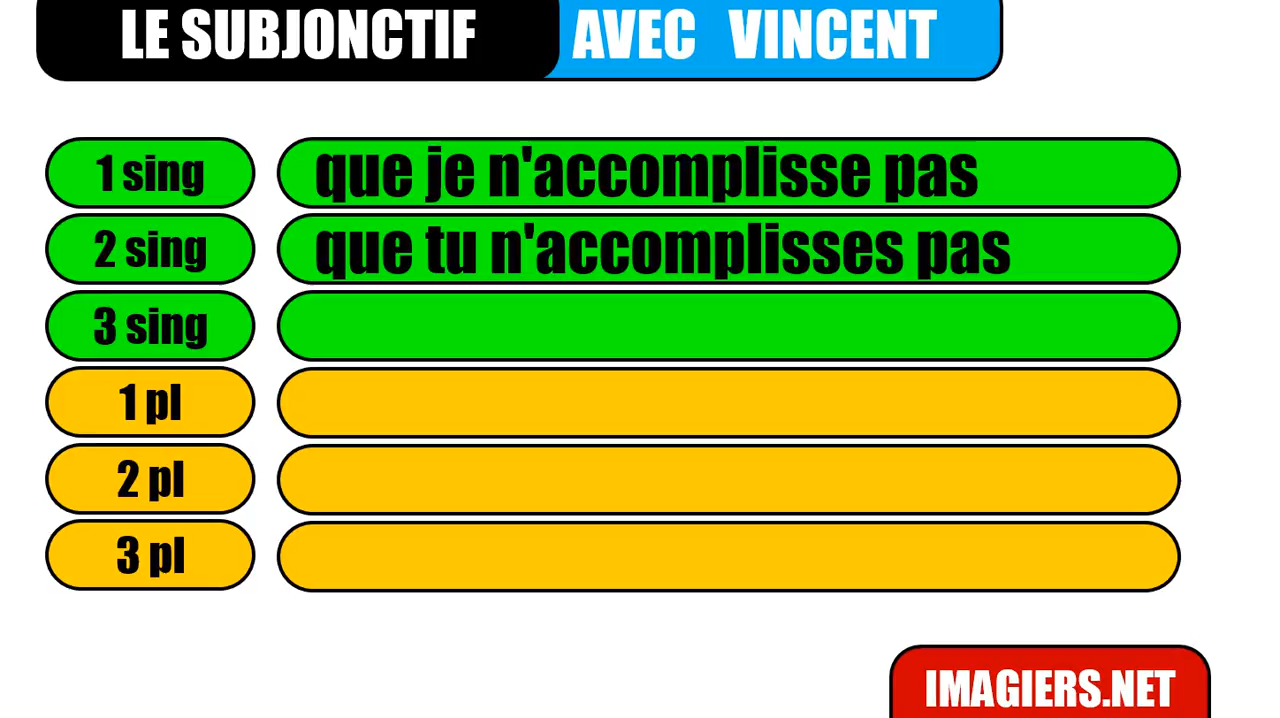 LE SUBJONCTIF AVEC VINCENT
1 sing que je n'accomplisse pas
2 sing que tu n'accomplisses pas
3 sing
1 pl
2 pl
3 pl
IMAGIERS.NET